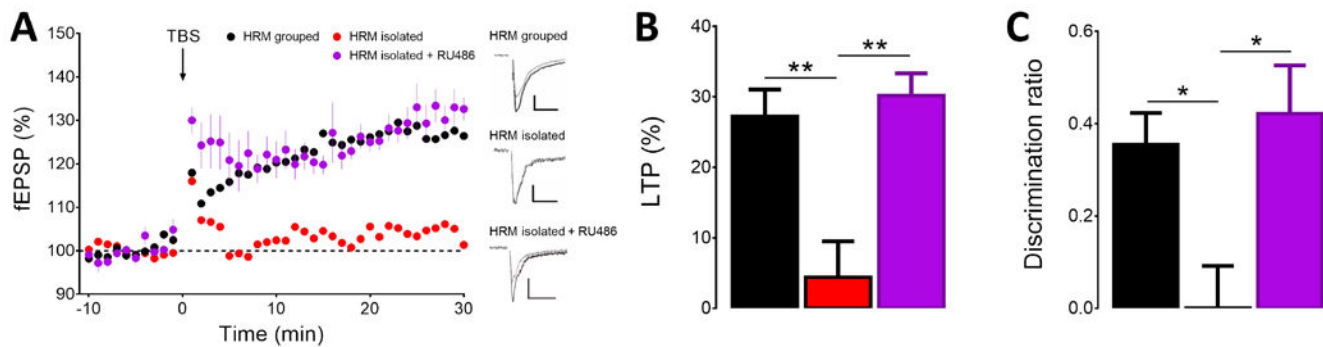 A
TBS
HRM grouped
HRM isolated
HRM isolated + RU486
fEPSP (%)
150
140
130
120
110
100
90
-10
0
10
20
30
Time (min)
HRM grouped
HRM isolated
HRM isolated + RU486
B
LTP (%)
40
30
20
10
0
**
**
C
Discrimination ratio
0.6
0.4
0.2
0.0
*
*